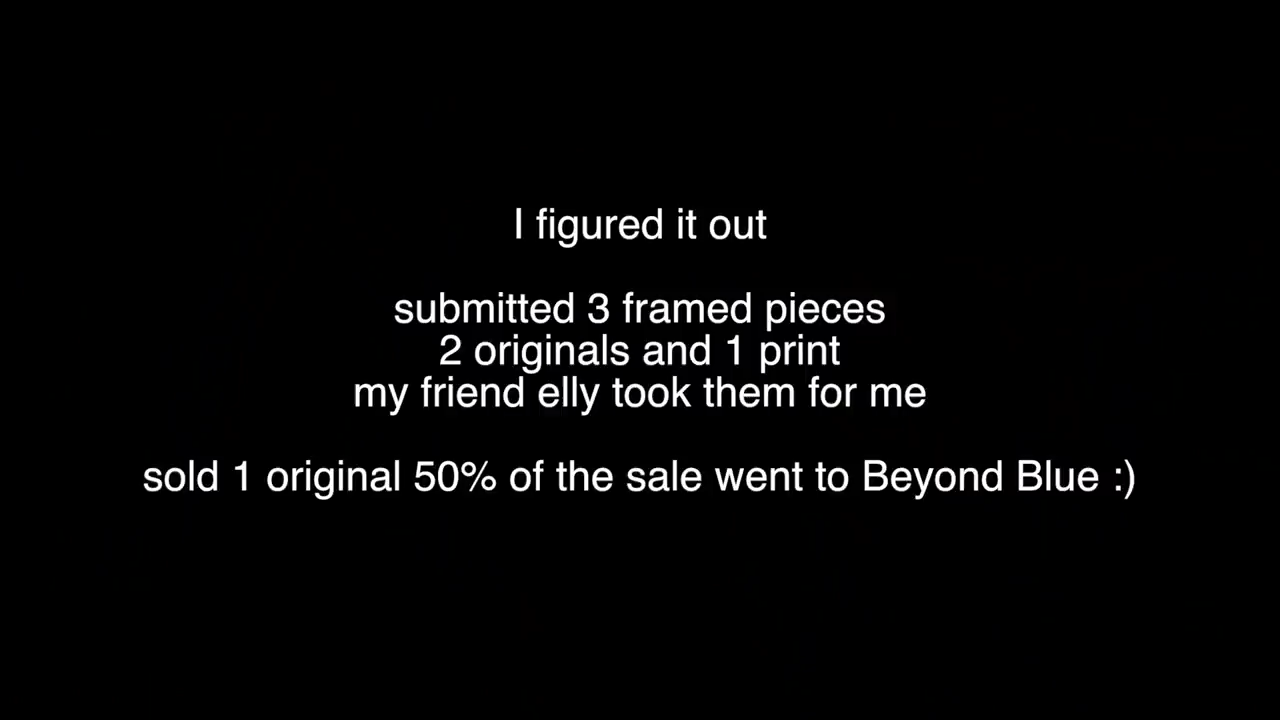 I figured it out
submitted 3 framed pieces
2 originals and 1 print
my friend elly took them for me
sold 1 original 50% of the sale went to Beyond Blue :)